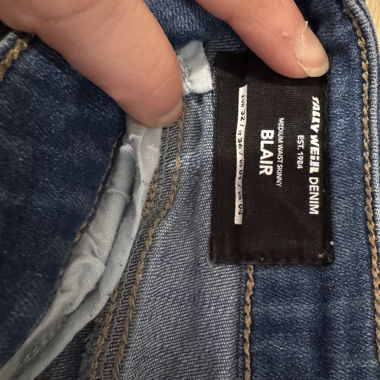 TALLY WEiJL DENIM
EST. 1984
MEDIUM WAIST SKINNY
BLAIR